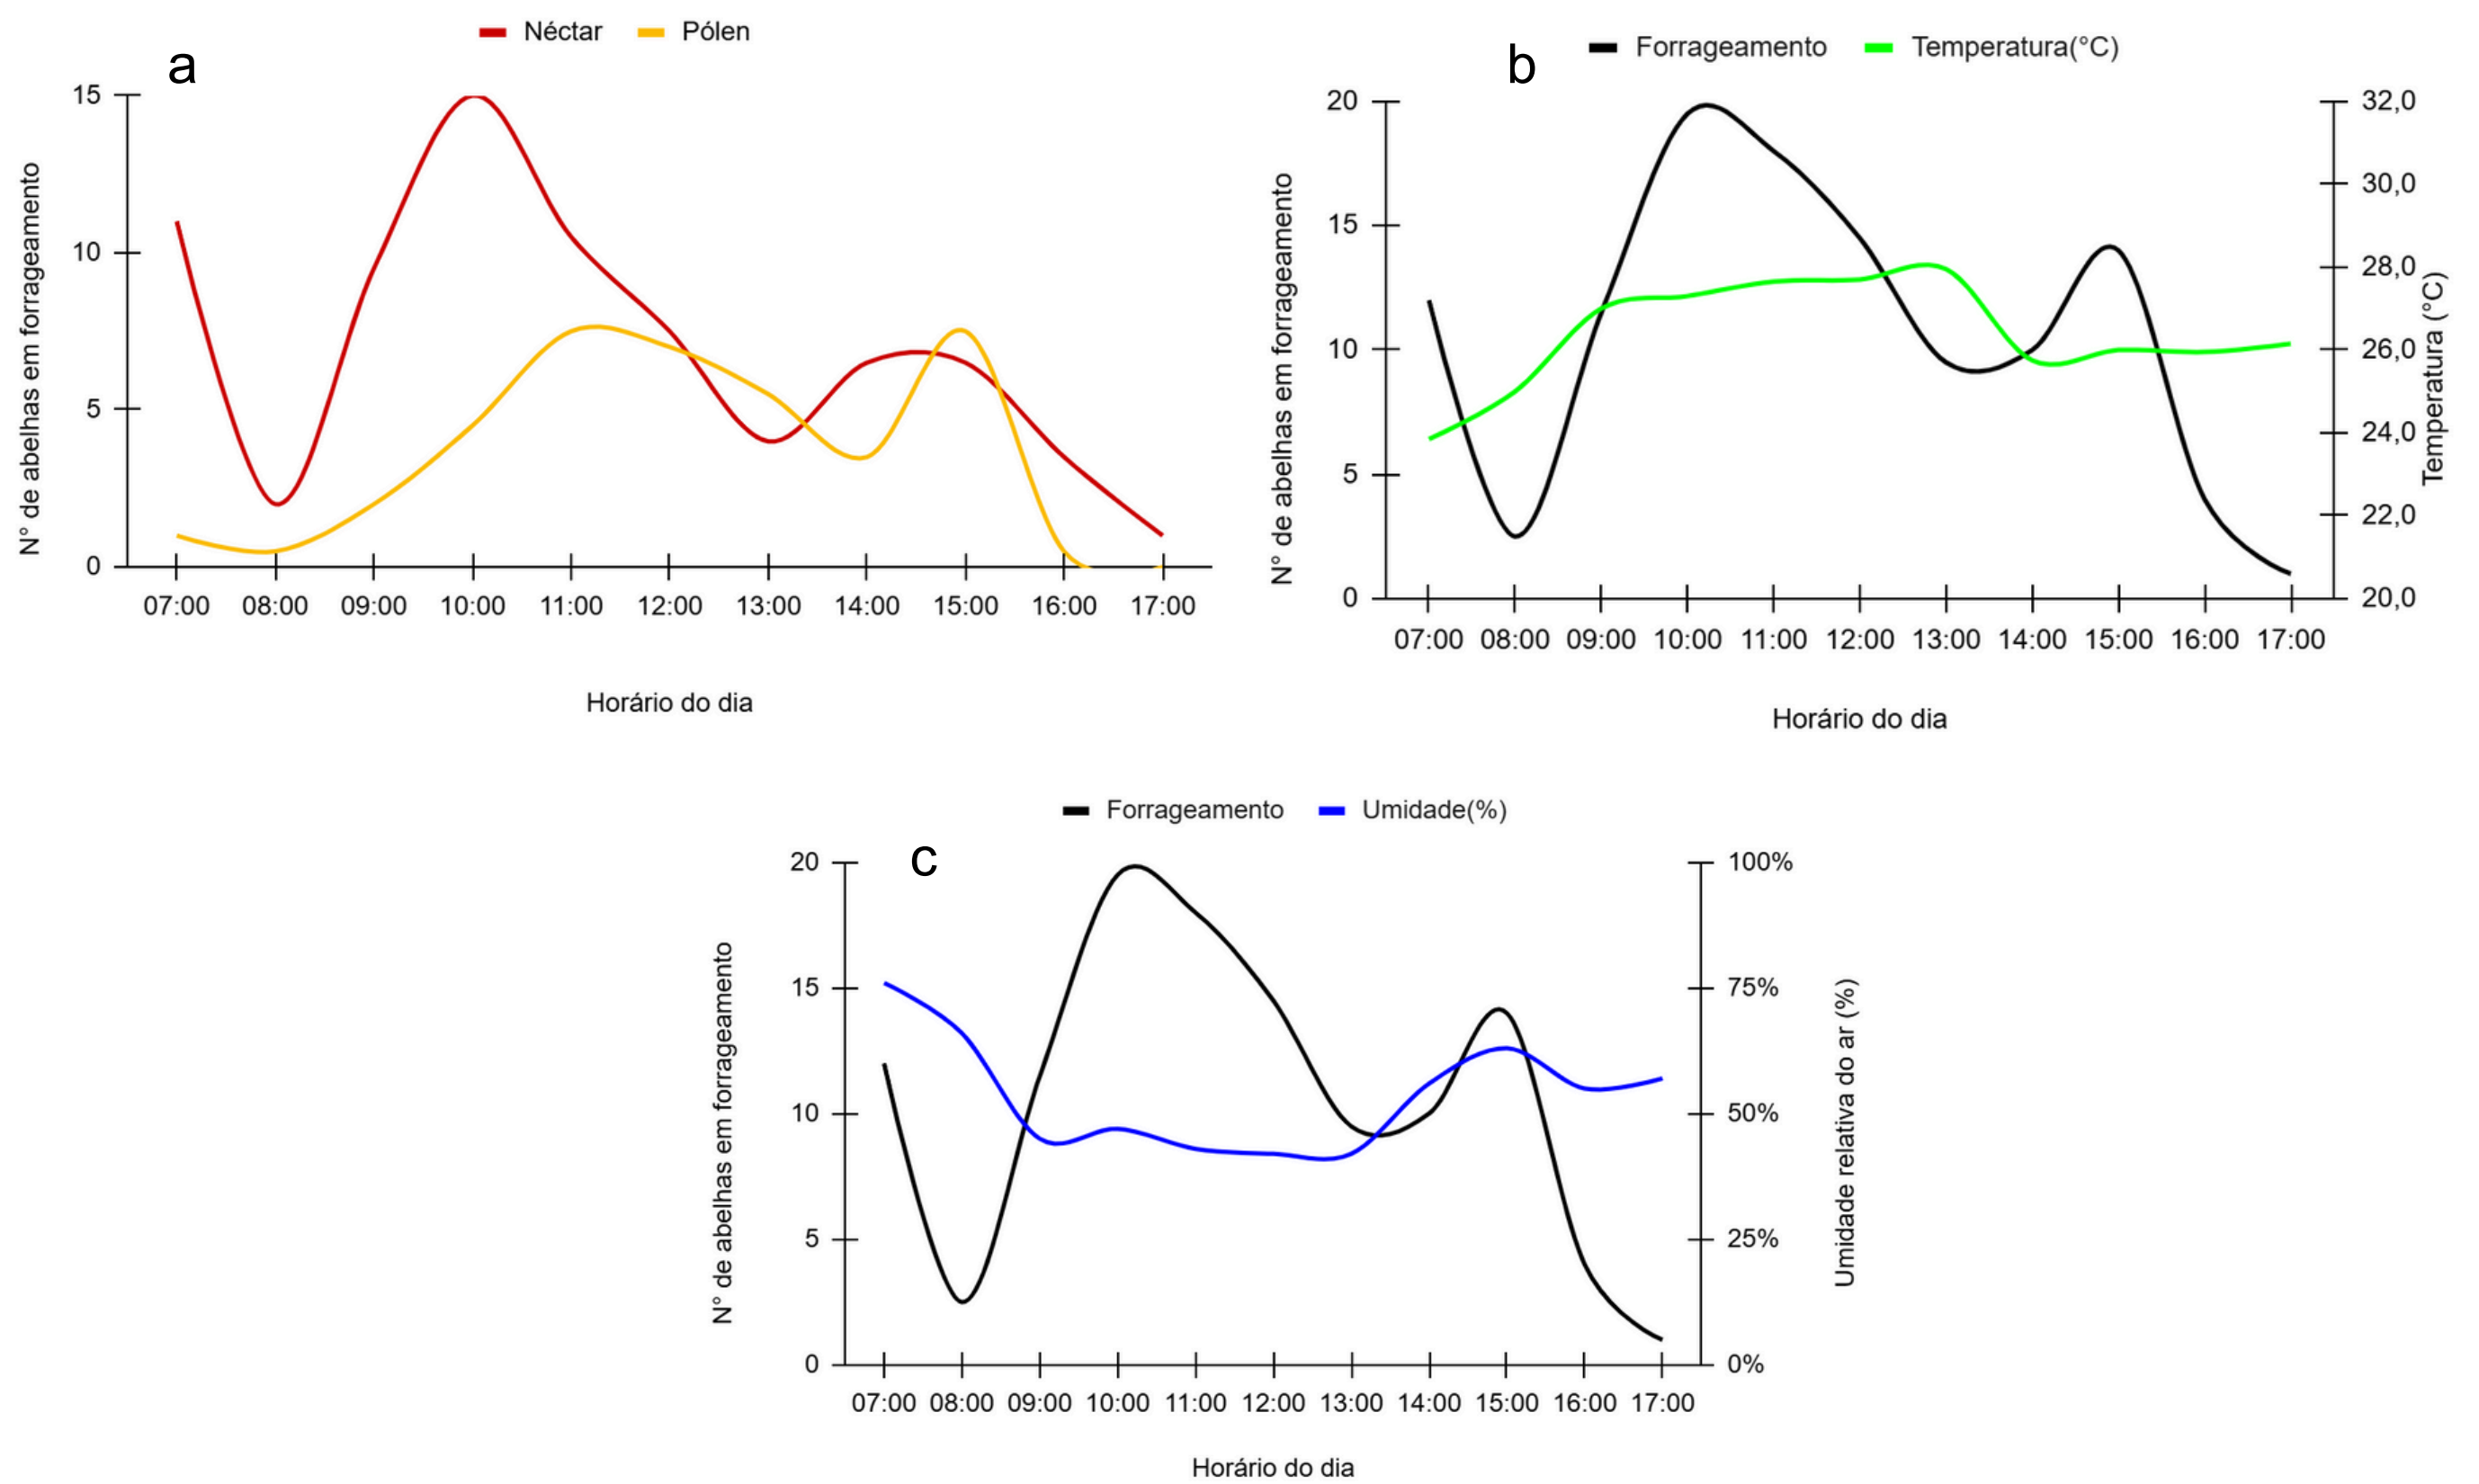 a
Néctar Pólen
N° de abelhas em forrageamento
15
10
5
0
07:00 08:00 09:00 10:00 11:00 12:00 13:00 14:00 15:00 16:00 17:00
Horário do dia
b
Forrageamento Temperatura(°C)
N° de abelhas em forrageamento
20
15
10
5
0
32,0
30,0
28,0
26,0
24,0
22,0
20,0
Temperatura (°C)
07:00 08:00 09:00 10:00 11:00 12:00 13:00 14:00 15:00 16:00 17:00
Horário do dia
c
Forrageamento Umidade(%)
N° de abelhas em forrageamento
20
15
10
5
0
100%
75%
50%
25%
0%
Umidade relativa do ar (%)
07:00 08:00 09:00 10:00 11:00 12:00 13:00 14:00 15:00 16:00 17:00
Horário do dia